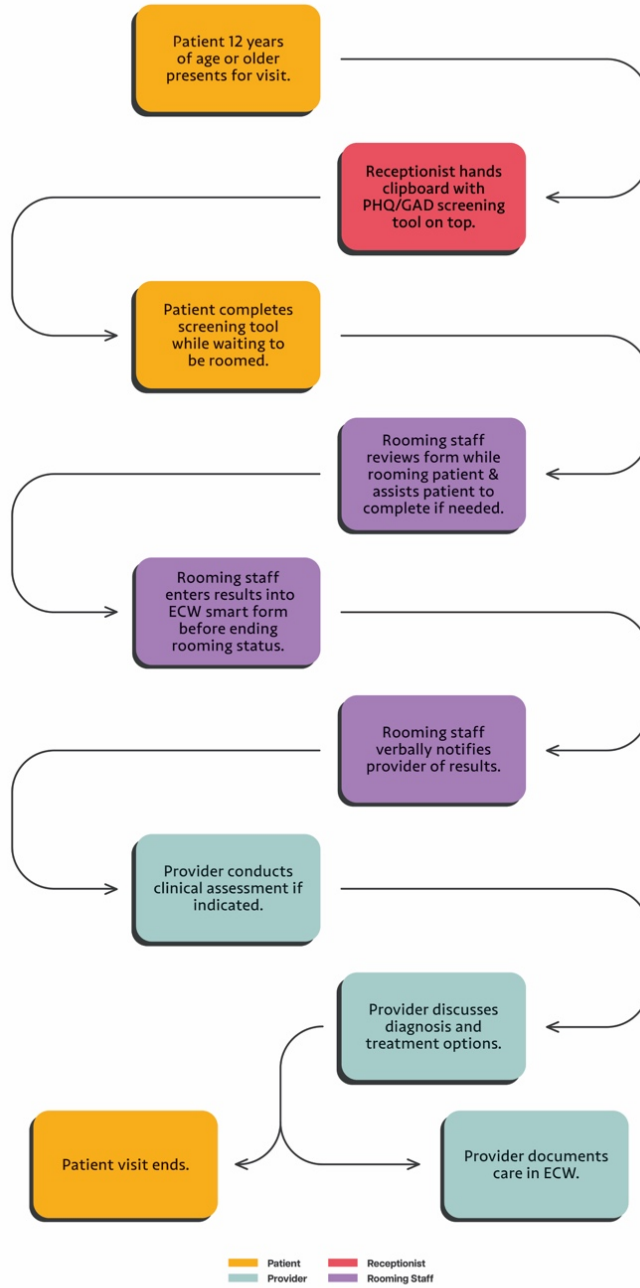 Patient 12 years
of age or older
presents for visit.
Receptionist hands
clipboard with
PHQ/GAD screening
tool on top.
Patient completes
screening tool
while waiting to
be roomed.
Rooming staff
reviews form while
rooming patient &
assists patient to
complete if needed.
Rooming staff
enters results into
ECW smart form
before ending
rooming status.
Rooming staff
verbally notifies
provider of results.
Provider conducts
clinical assessment if
indicated.
Provider discusses
diagnosis and
treatment options.
Patient visit ends.
Provider documents
care in ECW.
Patient
Receptionist
Provider
Rooming Staff